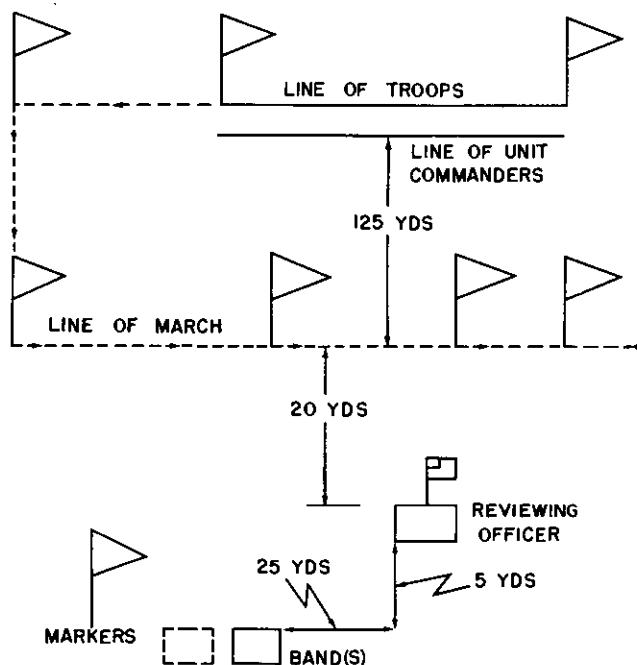 LINE OF TROOPS
LINE OF UNIT
COMMANDERS
125 YDS
LINE OF MARCH
20 YDS
REVIEWING
OFFICER
25 YDS
5 YDS
MARKERS
BAND(S)